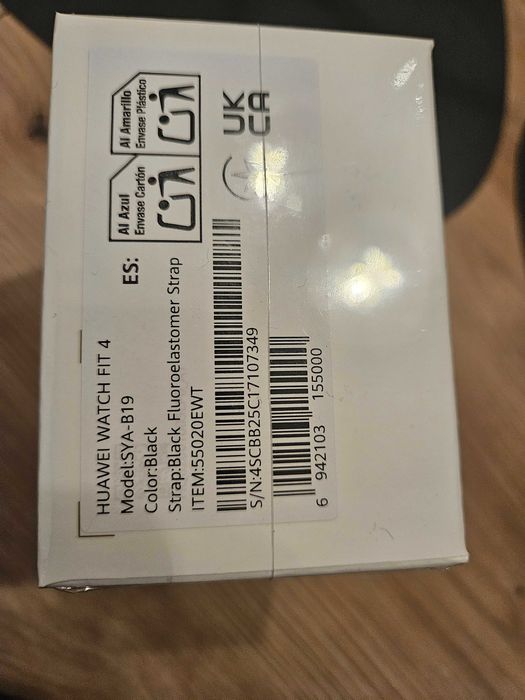 HUAWEI WATCH FIT 4
Model:SYA-B19
Color:Black
Strap:Black Fluoroelastomer Strap
ITEM:55020EWT
S/N:4SCBB25C17107349
6 942103 155000
ES:
Al Azul
Envase Cartón
Al Amarillo
Envase Plástico
UK
CA